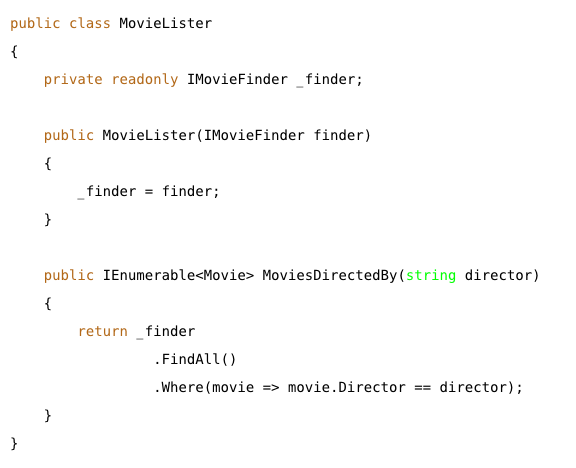 public class MovieLister
{
    private readonly IMovieFinder _finder;

    public MovieLister(IMovieFinder finder)
    {
        _finder = finder;
    }

    public IEnumerable<Movie> MoviesDirectedBy(string director)
    {
        return _finder
                 .FindAll()
                 .Where(movie => movie.Director == director);
    }
}